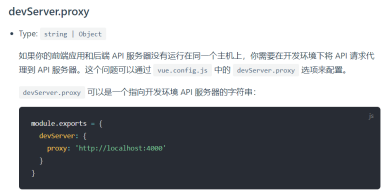 devServer.proxy
• Type: string | Object
如果你的前端应用和后端 API 服务器没有运行在同一个主机上，你需要在开发环境下将 API 请求代
理到 API 服务器。这个问题可以通过 vue.config.js 中的 devServer.proxy 选项来配置。
devServer.proxy 可以是一个指向开发环境 API 服务器的字符串：
js
module.exports = {
  devServer: {
    proxy: 'http://localhost:4000'
  }
}